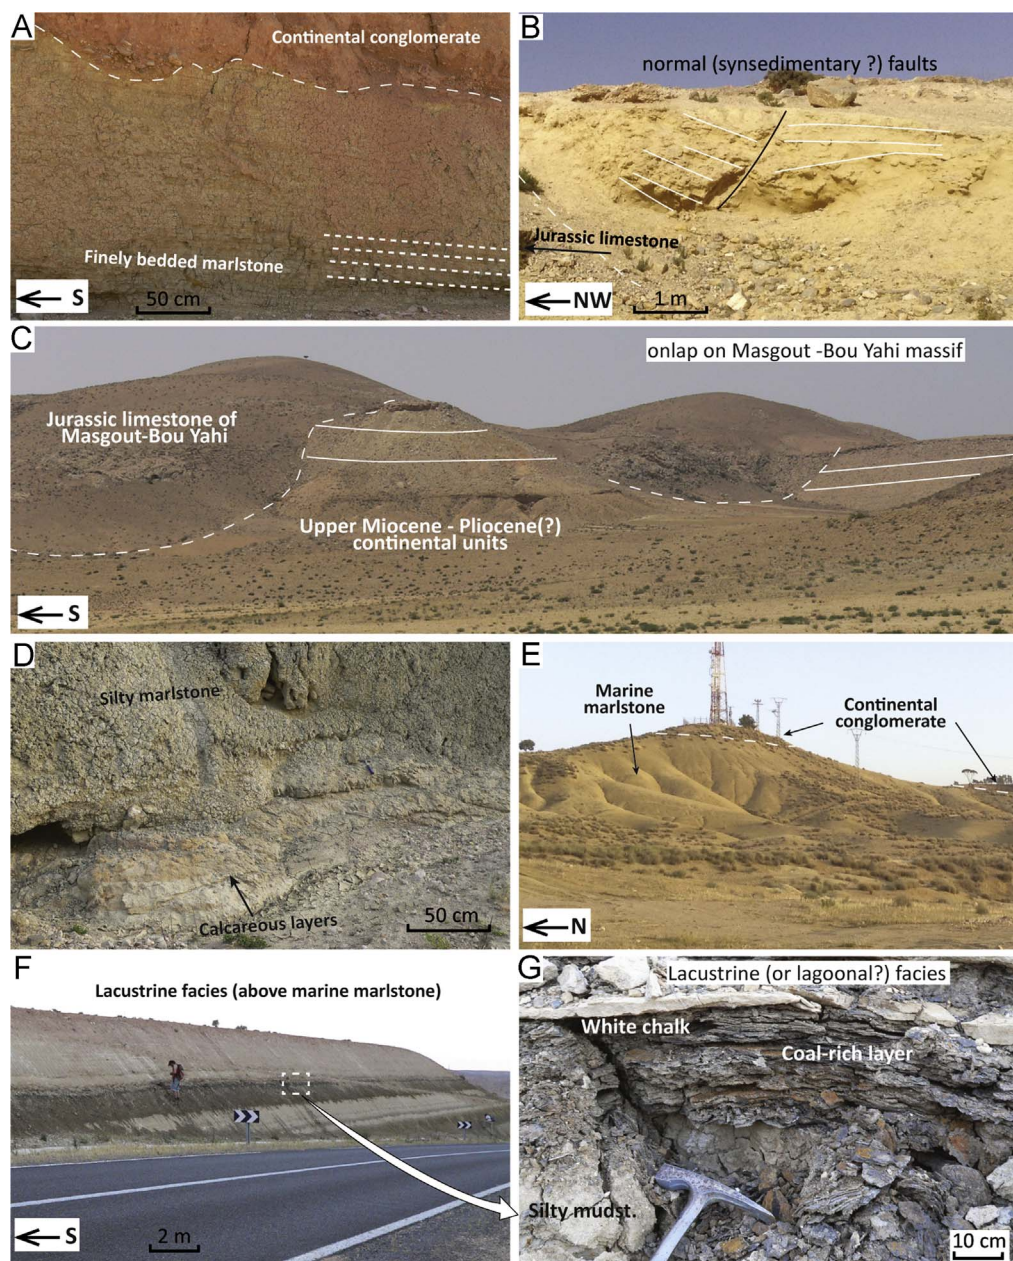 A
Continental conglomerate
Finely bedded marlstone
S
50 cm
B
normal (synsedimentary ?) faults
Jurassic limestone
NW
1 m
C
onlap on Masgout -Bou Yahi massif
Jurassic limestone of
Masgout-Bou Yahi
Upper Miocene - Pliocene(?)
continental units
S
D
Silty marlstone
Calcareous layers
50 cm
E
Marine
marlstone
Continental
conglomerate
N
F
Lacustrine facies (above marine marlstone)
S
2 m
G
Lacustrine (or lagoonal?) facies
White chalk
Coal-rich layer
Silty mudst.
10 cm